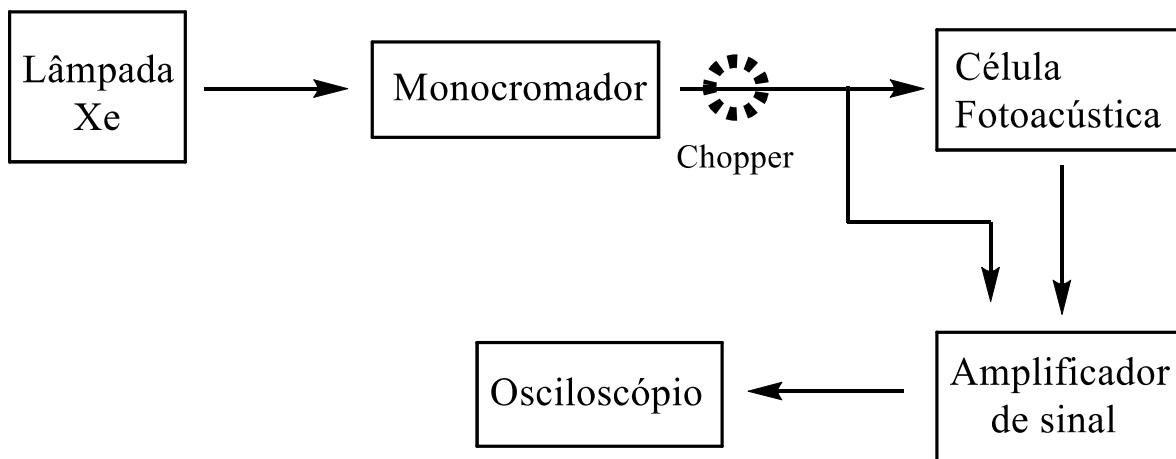 Lâmpada
Xe
Monocromador
Chopper
Célula
Fotoacústica
Osciloscópio
Amplificador
de sinal